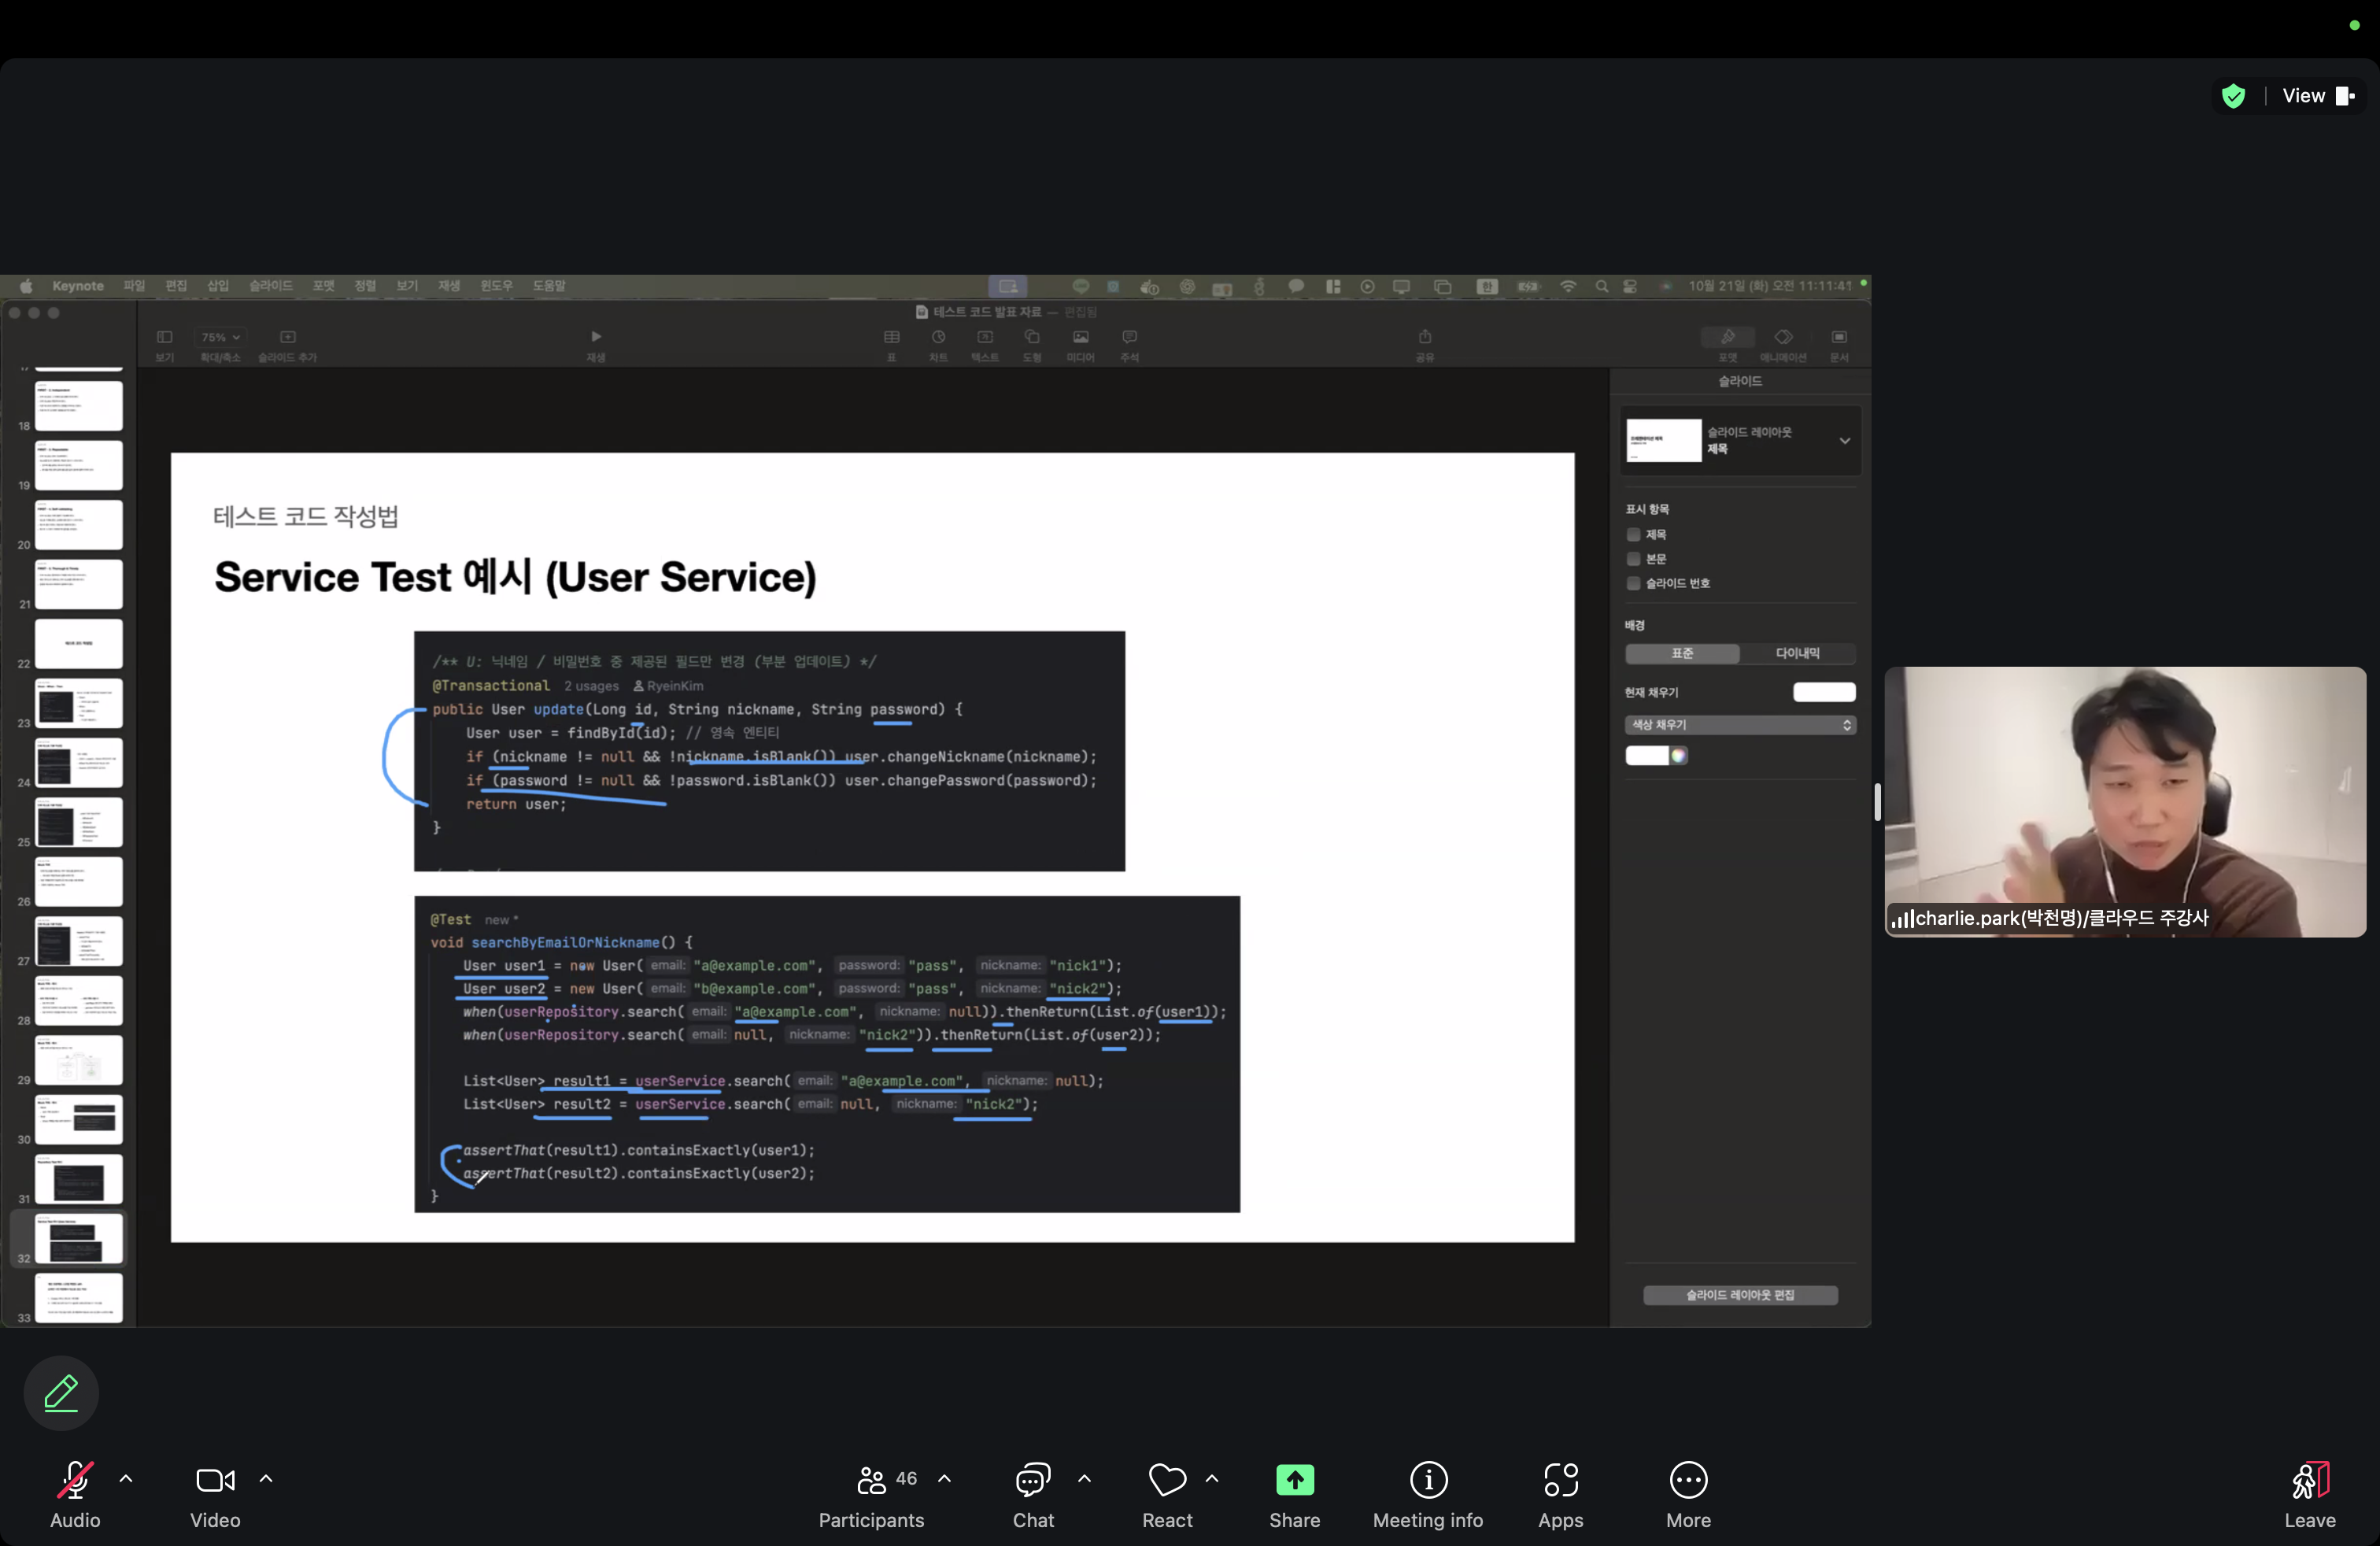 View
Keynote 파일 편집 삽입 슬라이드 포맷 정렬 보기 재생 윈도우 도움말
한
10월 21일 (화) 오전 11:11:41
테스트 코드 발표 자료 — 편집됨
75%
보기 확대/축소 슬라이드 추가 재생 표 차트 텍스트 도형 미디어 주석 공유 포맷 애니메이션 문서
17
18
19
20
21
22
23
24
25
26
27
28
29
30
31
32
33
테스트 코드 작성법
Service Test 예시 (User Service)
/** U: 닉네임 / 비밀번호 중 제공된 필드만 변경 (부분 업데이트) */
@Transactional 2 usages RyeinKim
public User update(Long id, String nickname, String password) {
User user = findById(id); // 영속 엔티티
if (nickname != null && !nickname.isBlank()) user.changeNickname(nickname);
if (password != null && !password.isBlank()) user.changePassword(password);
return user;
}
@Test new *
void searchByEmailOrNickname() {
User user1 = new User( email: "a@example.com", password: "pass", nickname: "nick1");
User user2 = new User( email: "b@example.com", password: "pass", nickname: "nick2");
when(userRepository.search( email: "a@example.com", nickname: null)).thenReturn(List.of(user1));
when(userRepository.search( email: null, nickname: "nick2")).thenReturn(List.of(user2));
List<User> result1 = userService.search( email: "a@example.com", nickname: null);
List<User> result2 = userService.search( email: null, nickname: "nick2");
assertThat(result1).containsExactly(user1);
assertThat(result2).containsExactly(user2);
}
슬라이드
슬라이드 레이아웃
제목
표시 항목
제목
본문
슬라이드 번호
배경
표준 다이내믹
현재 채우기
색상 채우기
슬라이드 레이아웃 편집
charlie.park(박천명)/클라우드 주강사
46
Audio Video Participants Chat React Share Meeting info Apps More Leave